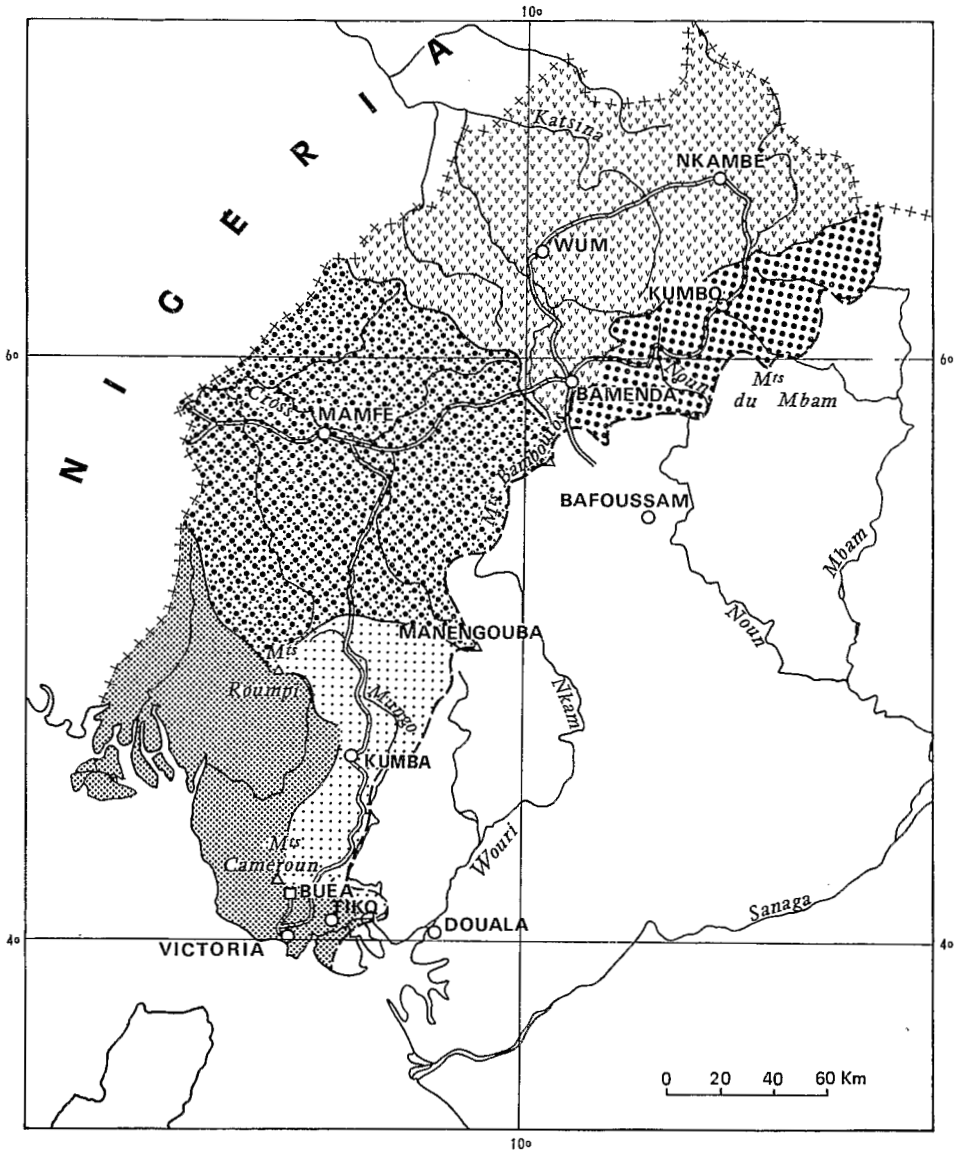 10°
NIGERIA
Katsina
NKAMBE
WUM
KUMBO
6°
6°
Noun
Mts
du Mbam
BAMENDA
Cross
MAMFE
Mts Bambouto
BAFOUSSAM
Mbam
Noun
MANENGOUBA
Mts
Roumpi
Mungo
Nkam
KUMBA
Mts
Cameroun
Wouri
BUEA
TIKO
Sanaga
DOUALA
4°
4°
VICTORIA
0 20 40 60 Km
10°